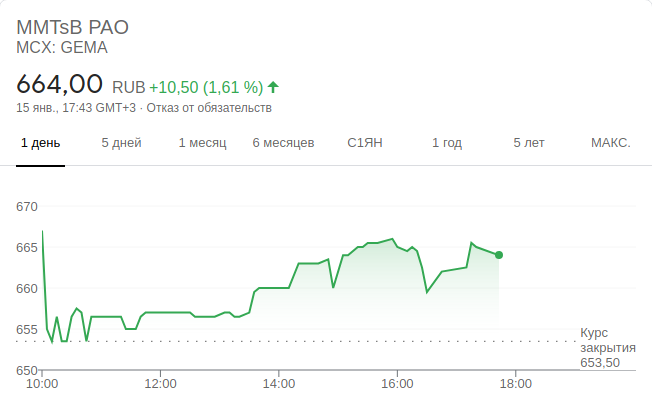 MMTsB PAO
MCX: GEMA
664,00 RUB +10,50 (1,61 %)
15 янв., 17:43 GMT+3 · Отказ от обязательств
1 день 5 дней 1 месяц 6 месяцев С1ЯН 1 год 5 лет МАКС.
670
665
660
655
650
Курс
закрытия
653,50
10:00 12:00 14:00 16:00 18:00